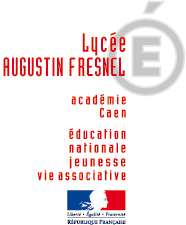 Lycée
AUGUSTIN FRESNEL
É
académie
Caen
éducation
nationale
jeunesse
vie associative
Liberté • Égalité • Fraternité
RÉPUBLIQUE FRANÇAISE